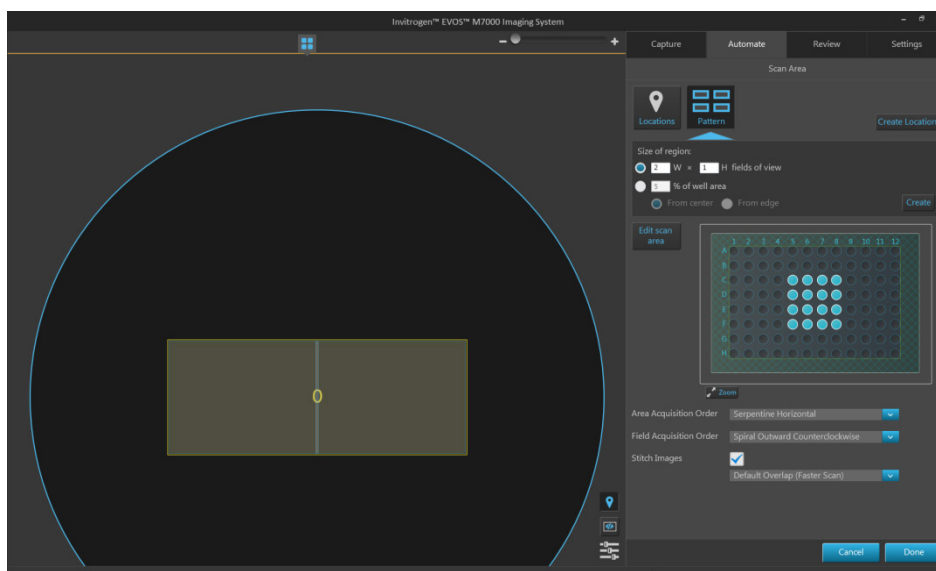 Invitrogen™ EVOS™ M7000 Imaging System
Capture Automate Review Settings
Scan Area
Locations Pattern
Create Location
Size of region:
2 W × 1 H fields of view
5 % of well area
From center From edge
Create
Edit scan
area
1 2 3 4 5 6 7 8 9 10 11 12
A
B
C
D
E
F
G
H
0
Zoom
Area Acquisition Order Serpentine Horizontal
Field Acquisition Order Spiral Outward Counterclockwise
Stitch Images
Default Overlap (Faster Scan)
Cancel Done